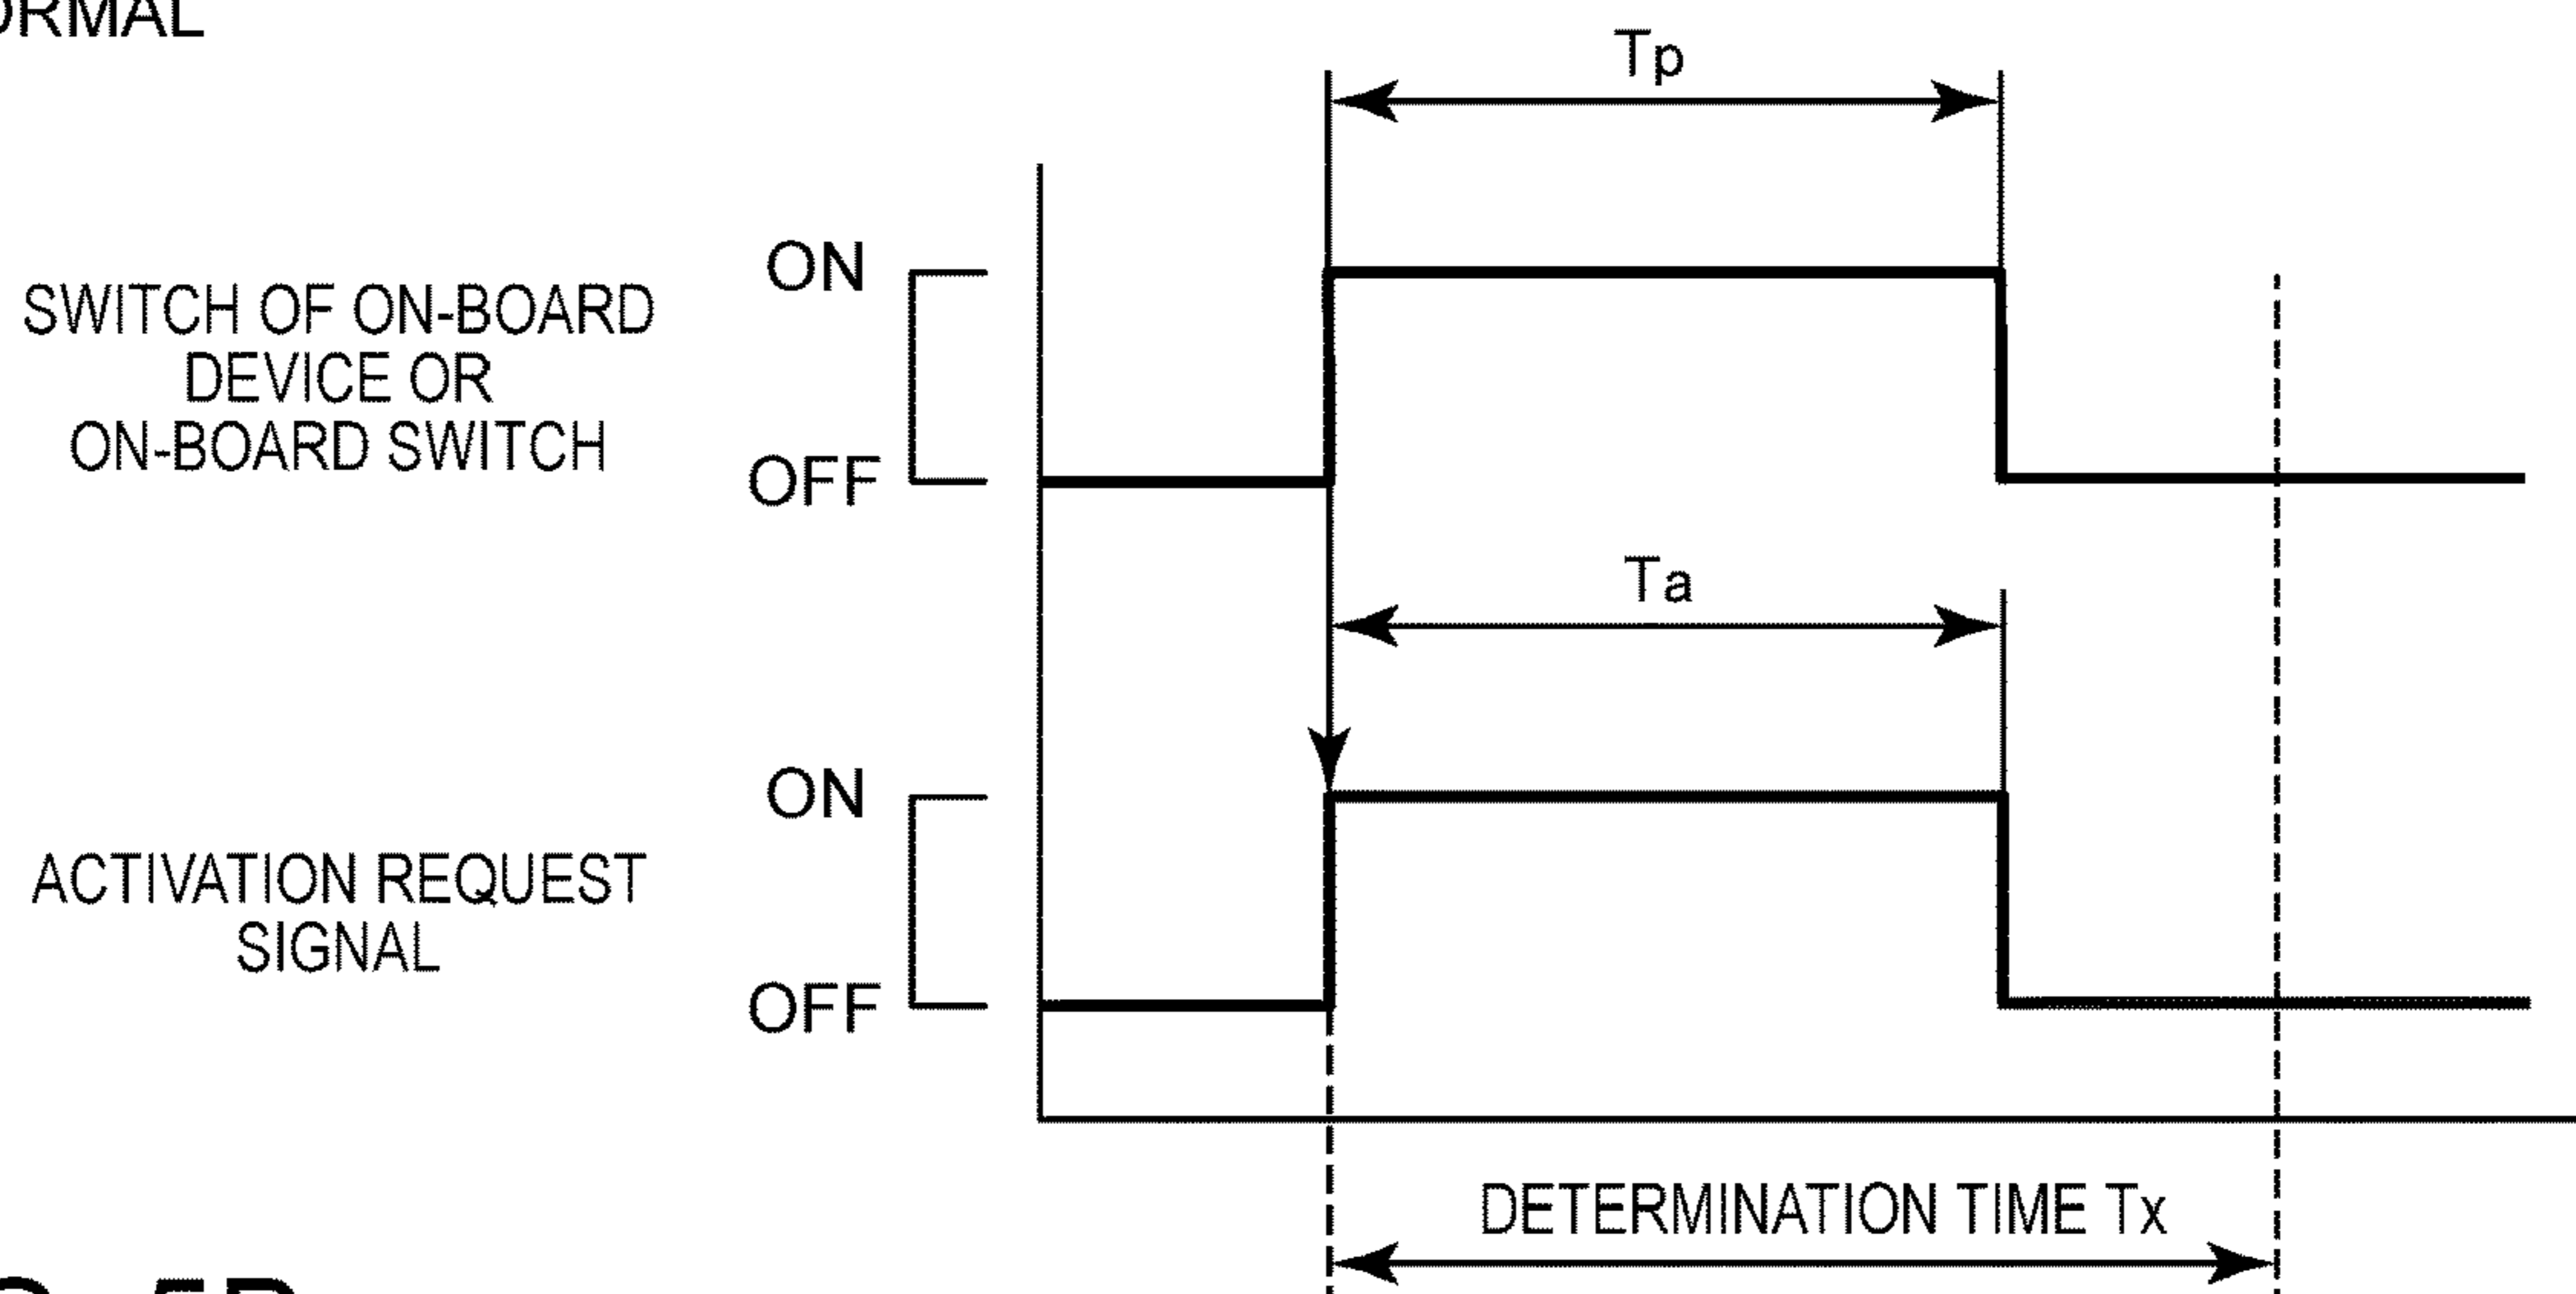 ORMAL
Tp
ON
SWITCH OF ON-BOARD
DEVICE OR
ON-BOARD SWITCH
OFF
Ta
ON
ACTIVATION REQUEST
SIGNAL
OFF
DETERMINATION TIME Tx